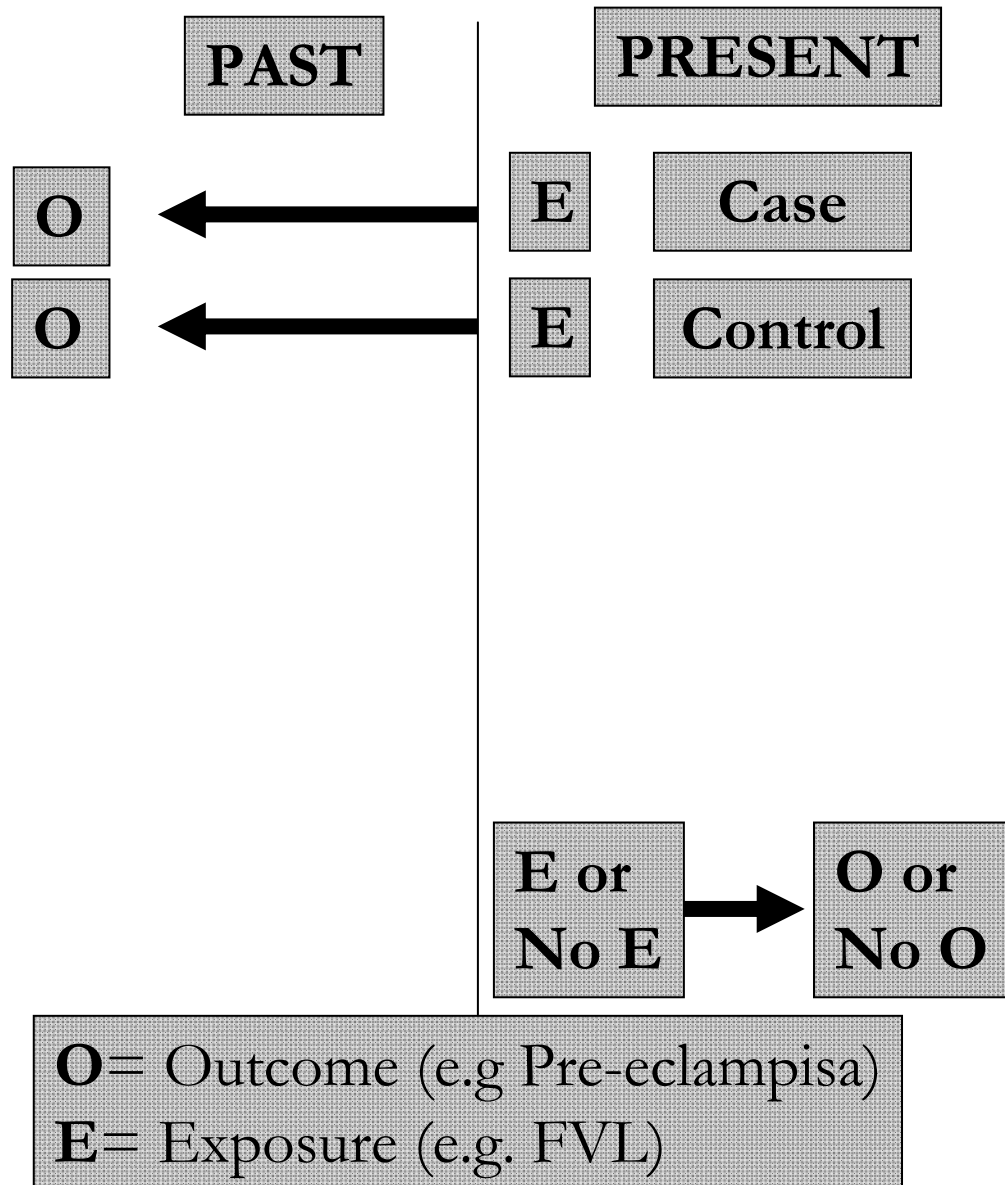 PAST
PRESENT
O
E
Case
O
E
Control
E or
No E
O or
No O
O= Outcome (e.g Pre-eclampisa)
E= Exposure (e.g. FVL)